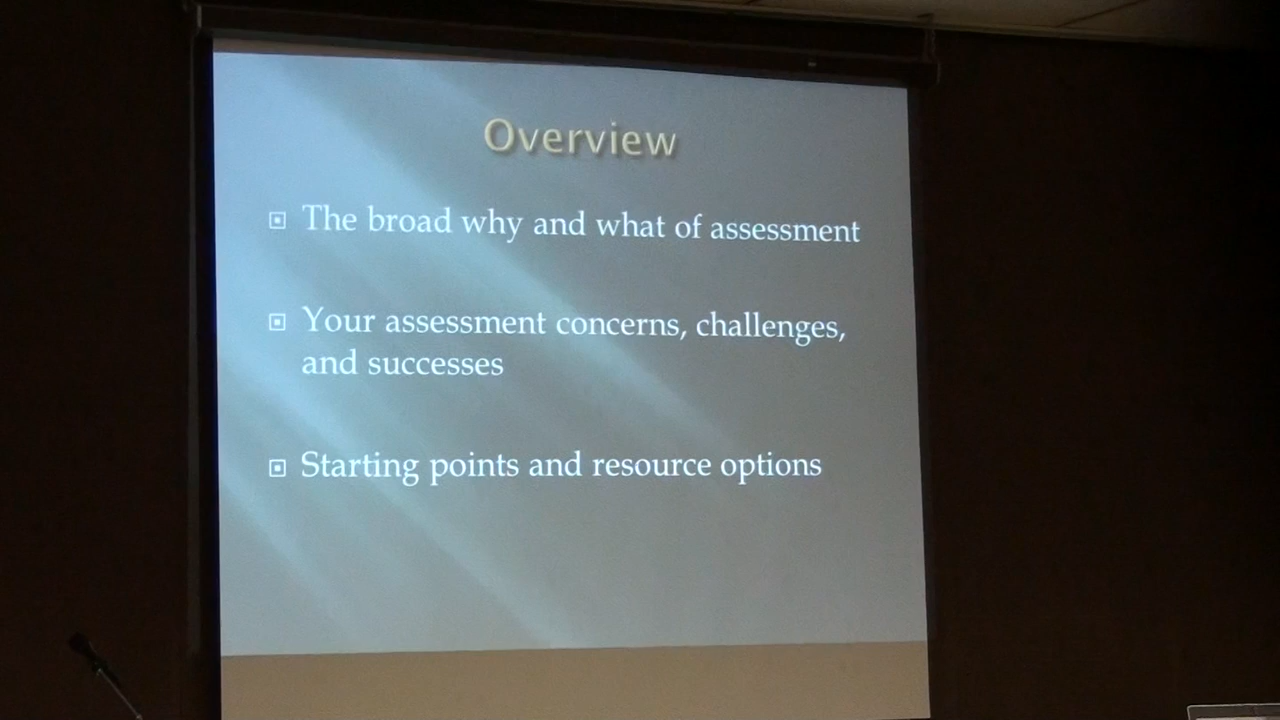 Overview
The broad why and what of assessment
Your assessment concerns, challenges,
and successes
Starting points and resource options